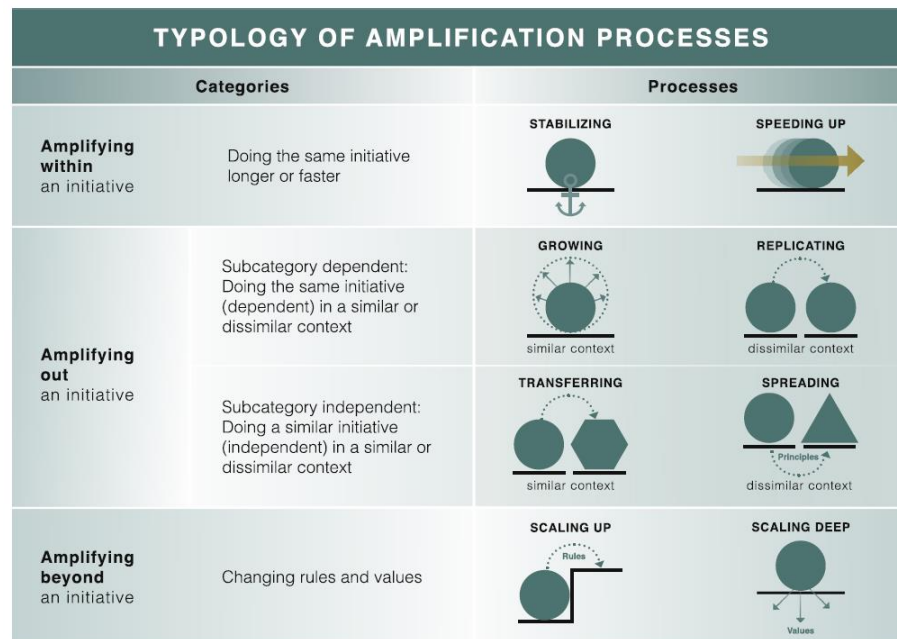 TYPOLOGY OF AMPLIFICATION PROCESSES
Categories
Processes
Amplifying
within
an initiative
Doing the same initiative
longer or faster
STABILIZING
SPEEDING UP
Amplifying
out
an initiative
Subcategory dependent:
Doing the same initiative
(dependent) in a similar or
dissimilar context
GROWING
similar context
REPLICATING
dissimilar context
Subcategory independent:
Doing a similar initiative
(independent) in a similar or
dissimilar context
TRANSFERRING
similar context
SPREADING
Principles
dissimilar context
Amplifying
beyond
an initiative
Changing rules and values
SCALING UP
Rules
SCALING DEEP
Values